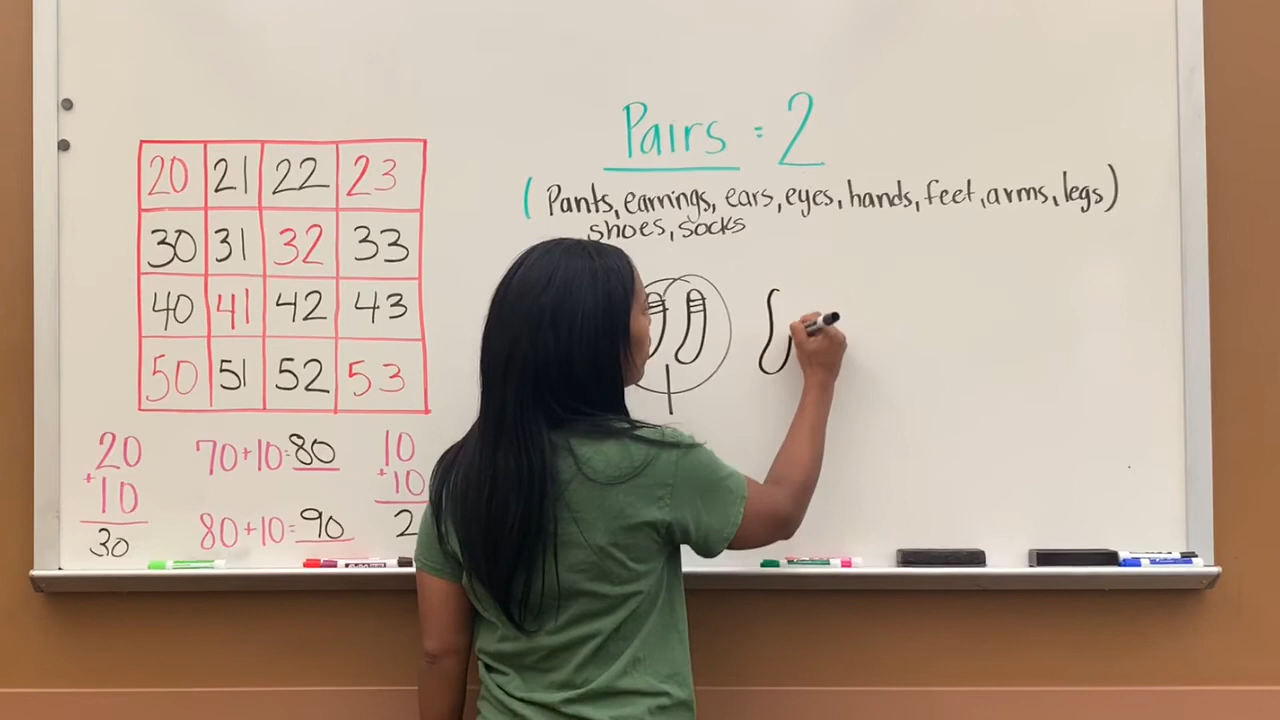 Pairs = 2
(Pants, earnings, ears, eyes, hands, feet, arms, legs)
shoes, socks
20 21 22 23
30 31 32 33
40 41 42 43
50 51 52 53
20
+10
30
70+10=80
80+10=90
10
+10
2